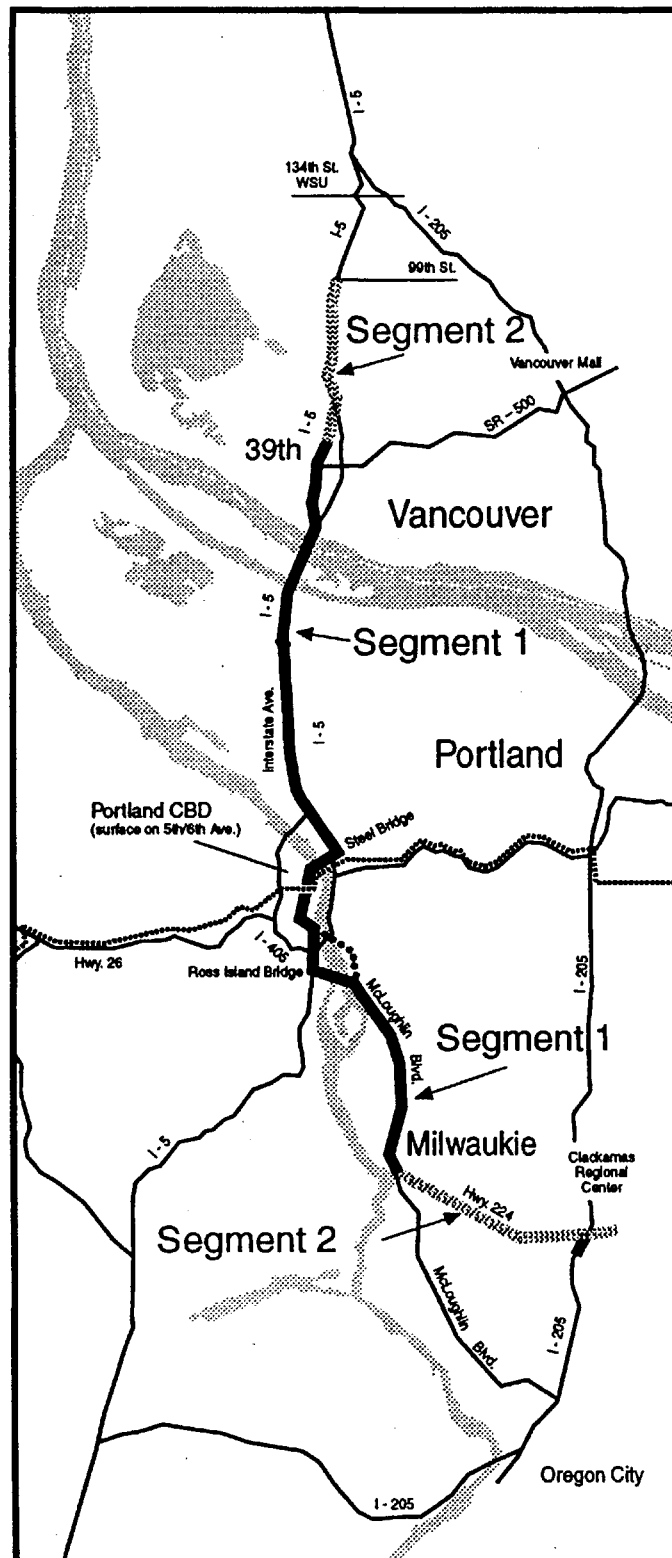 I-5
134th St.
WSU
I-5
I - 205
99th St.
Segment 2
Vancouver Mall
I-5
SR - 500
39th
Vancouver
I-5
Segment 1
Interstate Ave.
I-5
Portland
Portland CBD
(surface on 5th/6th Ave.)
Steel Bridge
Hwy. 26
I - 405
Ross Island Bridge
I-205
McLoughlin
Blvd.
Segment 1
Milwaukie
I - 5
Clackamas
Regional
Center
Hwy. 224
Segment 2
McLoughlin
Blvd.
I-205
Oregon City
I - 205